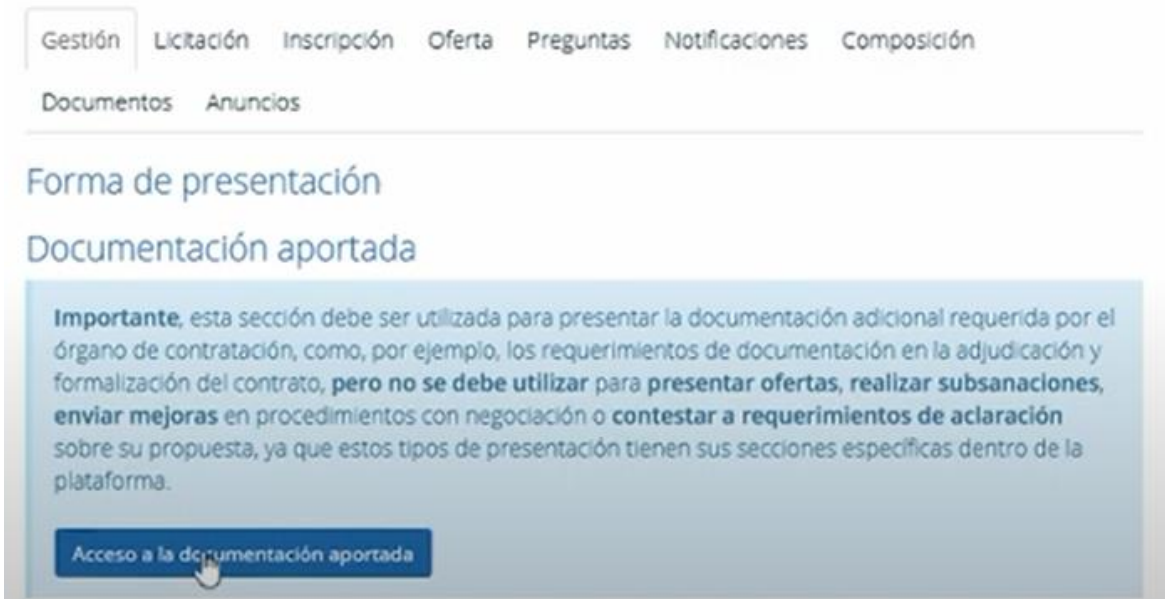 Gestión Licitación Inscripción Oferta Preguntas Notificaciones Composición
Documentos Anuncios
Forma de presentación
Documentación aportada
Importante, esta sección debe ser utilizada para presentar la documentación adicional requerida por el
órgano de contratación, como, por ejemplo, los requerimientos de documentación en la adjudicación y
formalización del contrato, pero no se debe utilizar para presentar ofertas, realizar subsanaciones,
enviar mejoras en procedimientos con negociación o contestar a requerimientos de aclaración
sobre su propuesta, ya que estos tipos de presentación tienen sus secciones específicas dentro de la
plataforma.
Acceso a la documentación aportada